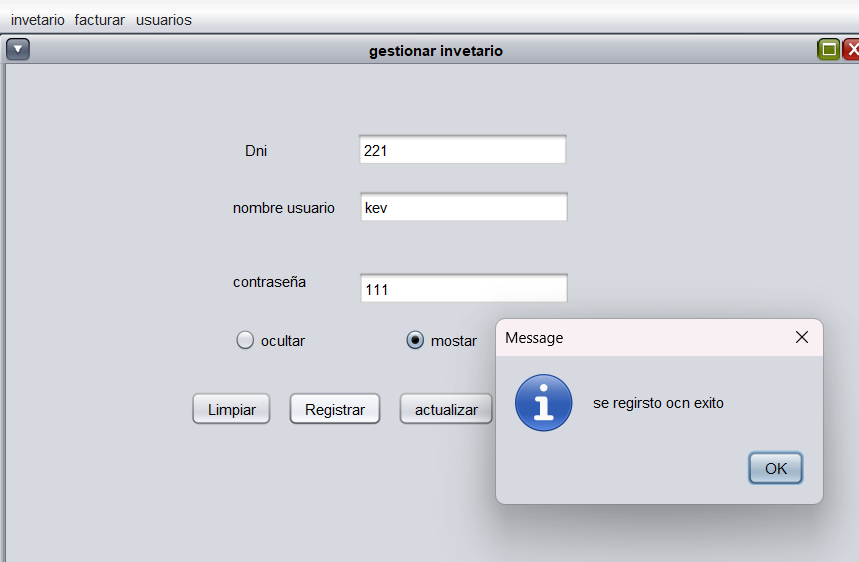 invetario facturar usuarios
gestionar invetario
Dni 221
nombre usuario kev
contraseña 111
ocultar mostar
Message
se regirsto ocn exito
OK
Limpiar Registrar actualizar